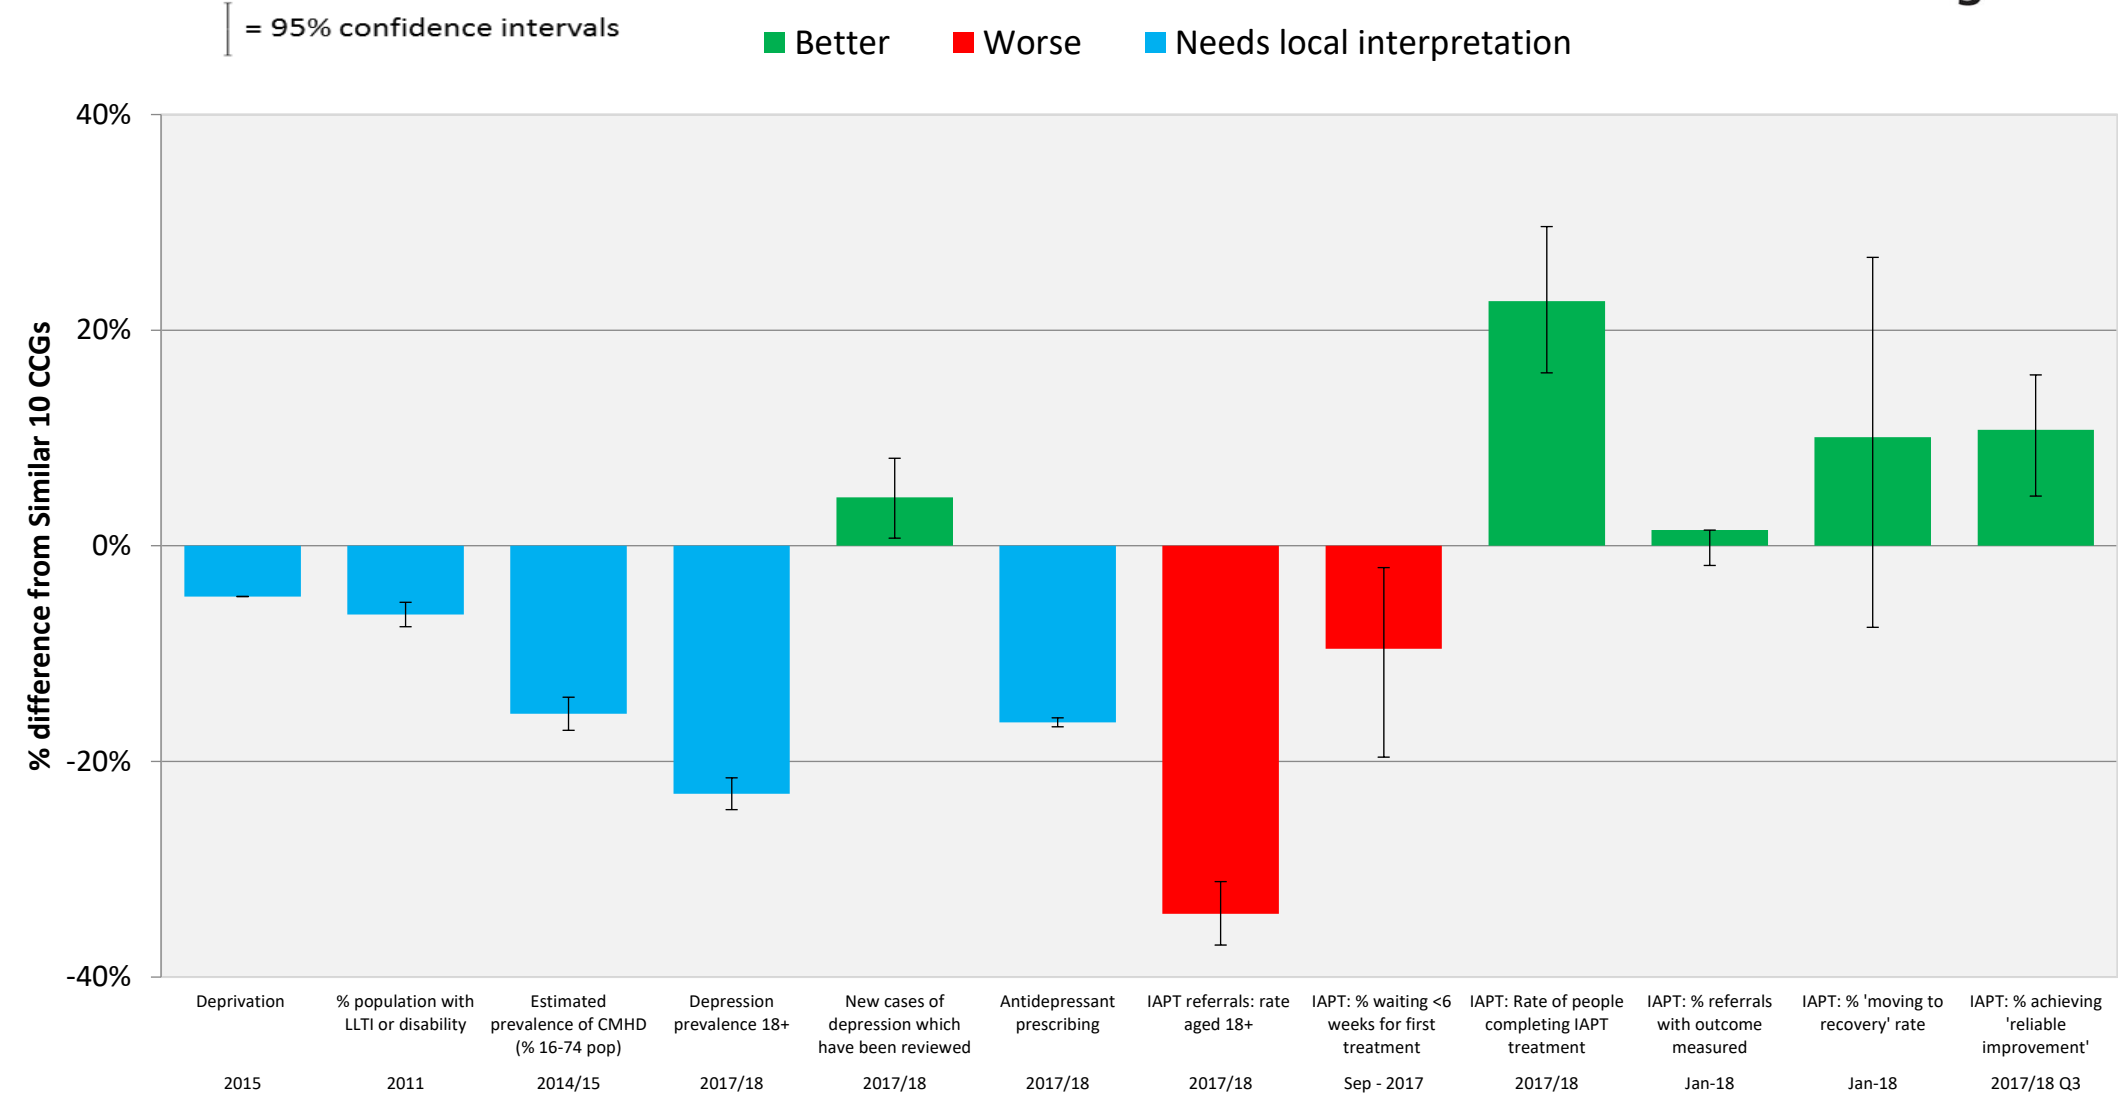 = 95% confidence intervals
Better Worse Needs local interpretation
% difference from Similar 10 CCGs
40%
20%
0%
-20%
-40%
Deprivation
2015
% population with
LLTI or disability
2011
Estimated
prevalence of CMHD
(% 16-74 pop)
2014/15
Depression
prevalence 18+
2017/18
New cases of
depression which
have been reviewed
2017/18
Antidepressant
prescribing
2017/18
IAPT referrals: rate
aged 18+
2017/18
IAPT: % waiting <6
weeks for first
treatment
Sep - 2017
IAPT: Rate of people
completing IAPT
treatment
2017/18
IAPT: % referrals
with outcome
measured
Jan-18
IAPT: % 'moving to
recovery' rate
Jan-18
IAPT: % achieving
'reliable
improvement'
2017/18 Q3